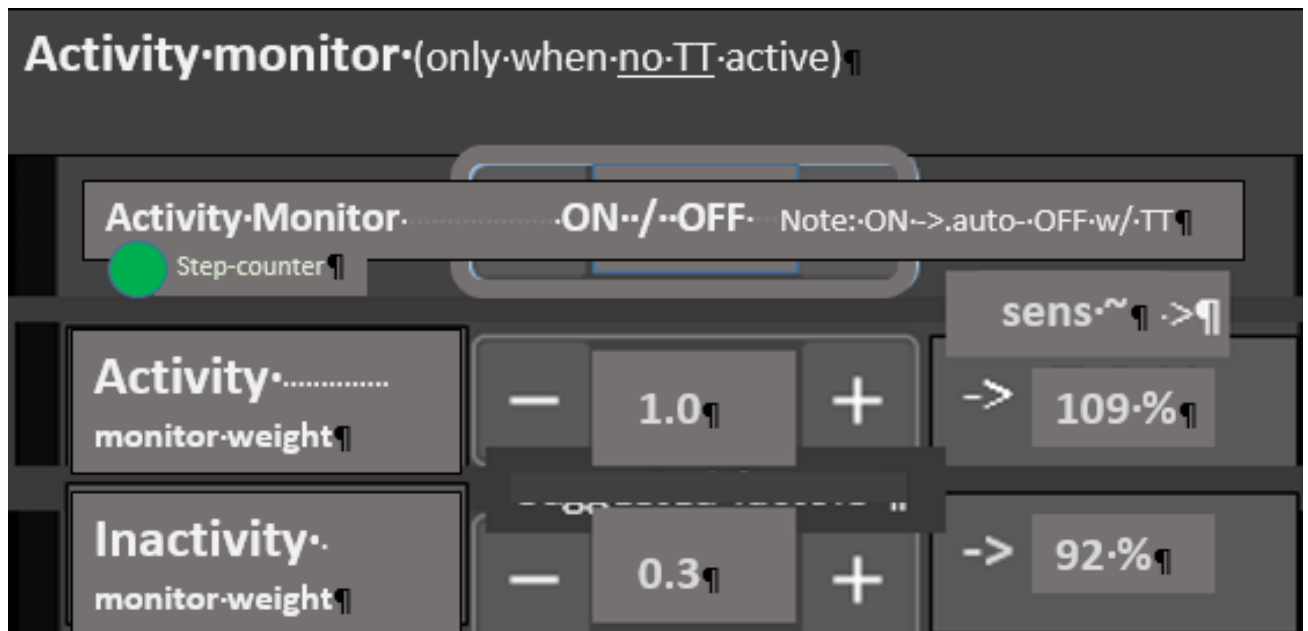 Activity monitor (only when no TT active)¶
Activity Monitor ON / OFF Note: ON ->.auto- OFF w/ TT¶
Step-counter¶
sens ~¶ ->¶
Activity
monitor weight¶
− 1.0¶ +
-> 109 %¶
Inactivity
monitor weight¶
− 0.3¶ +
-> 92 %¶